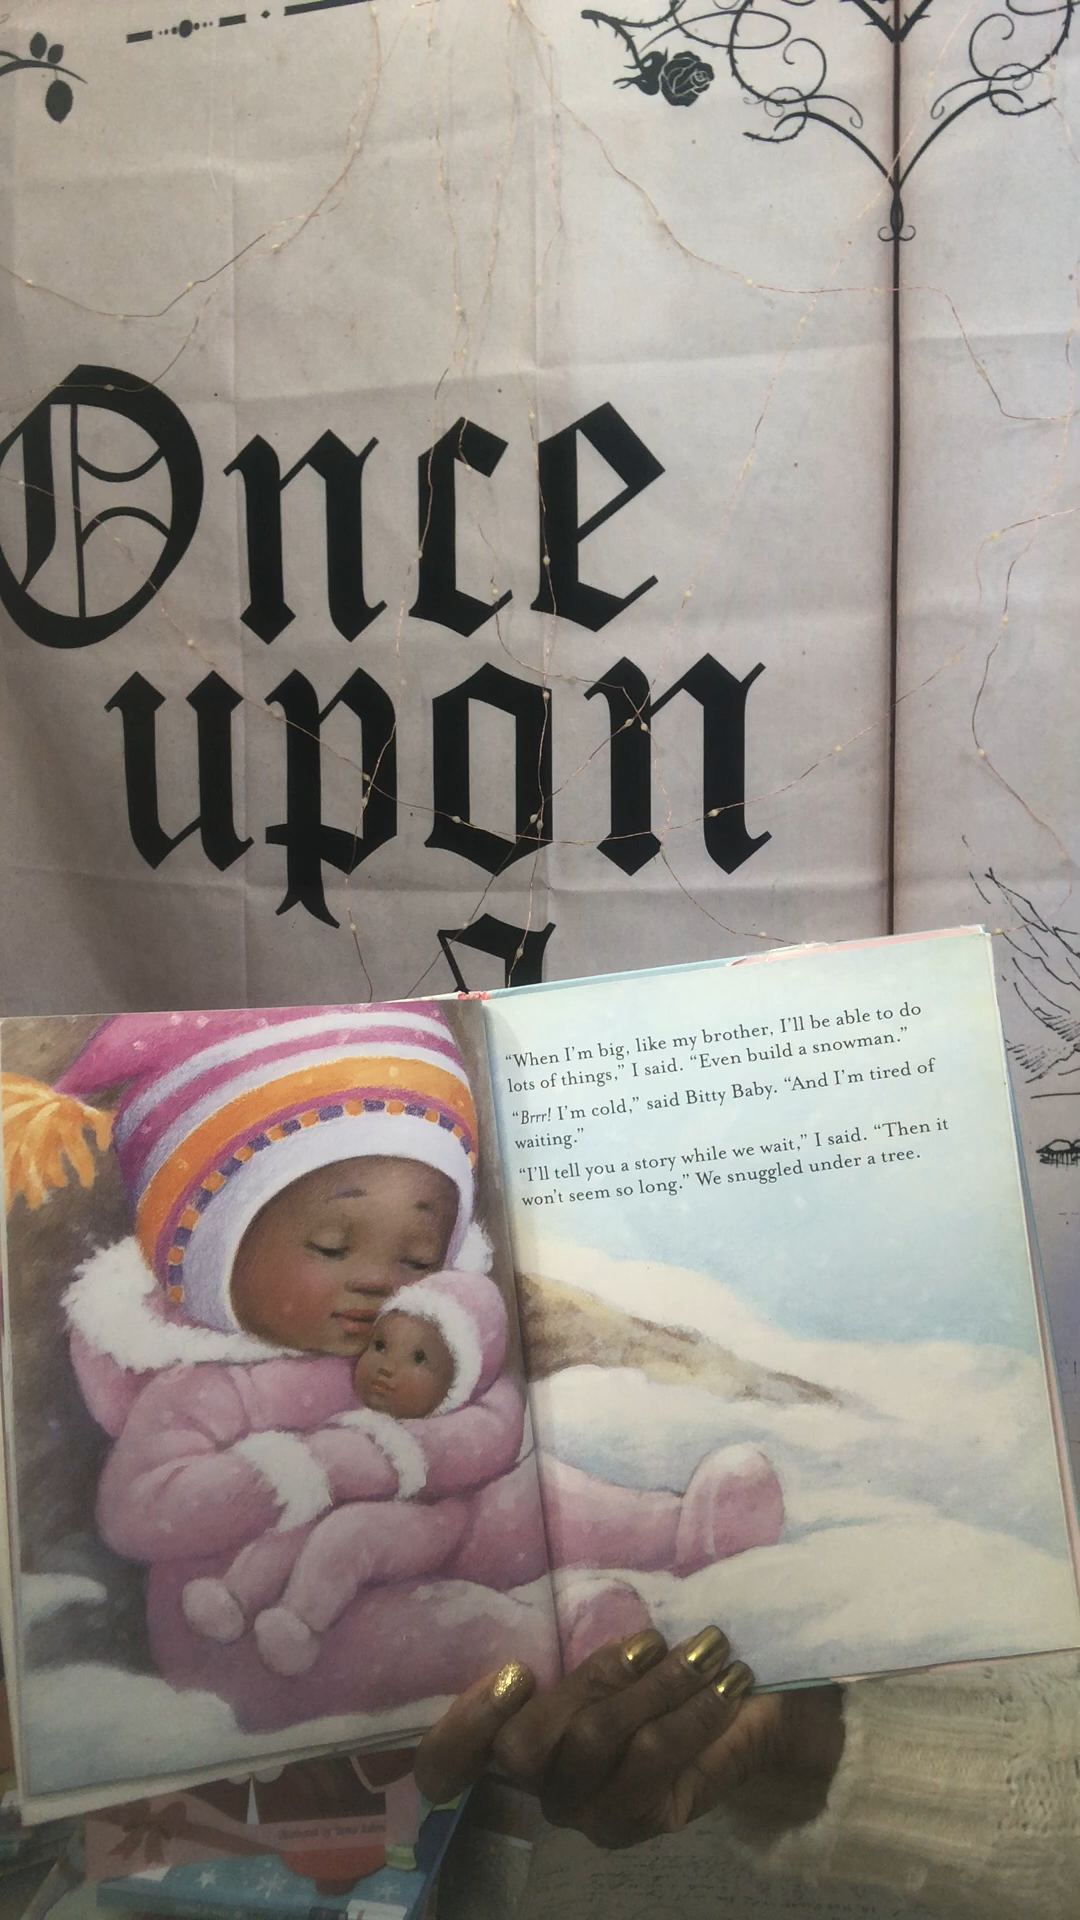 Once
upon
a
“When I’m big, like my brother, I’ll be able to do
lots of things,” I said. “Even build a snowman.”
“Brrr! I’m cold,” said Bitty Baby. “And I’m tired of
waiting.”
“I’ll tell you a story while we wait,” I said. “Then it
won’t seem so long.” We snuggled under a tree.